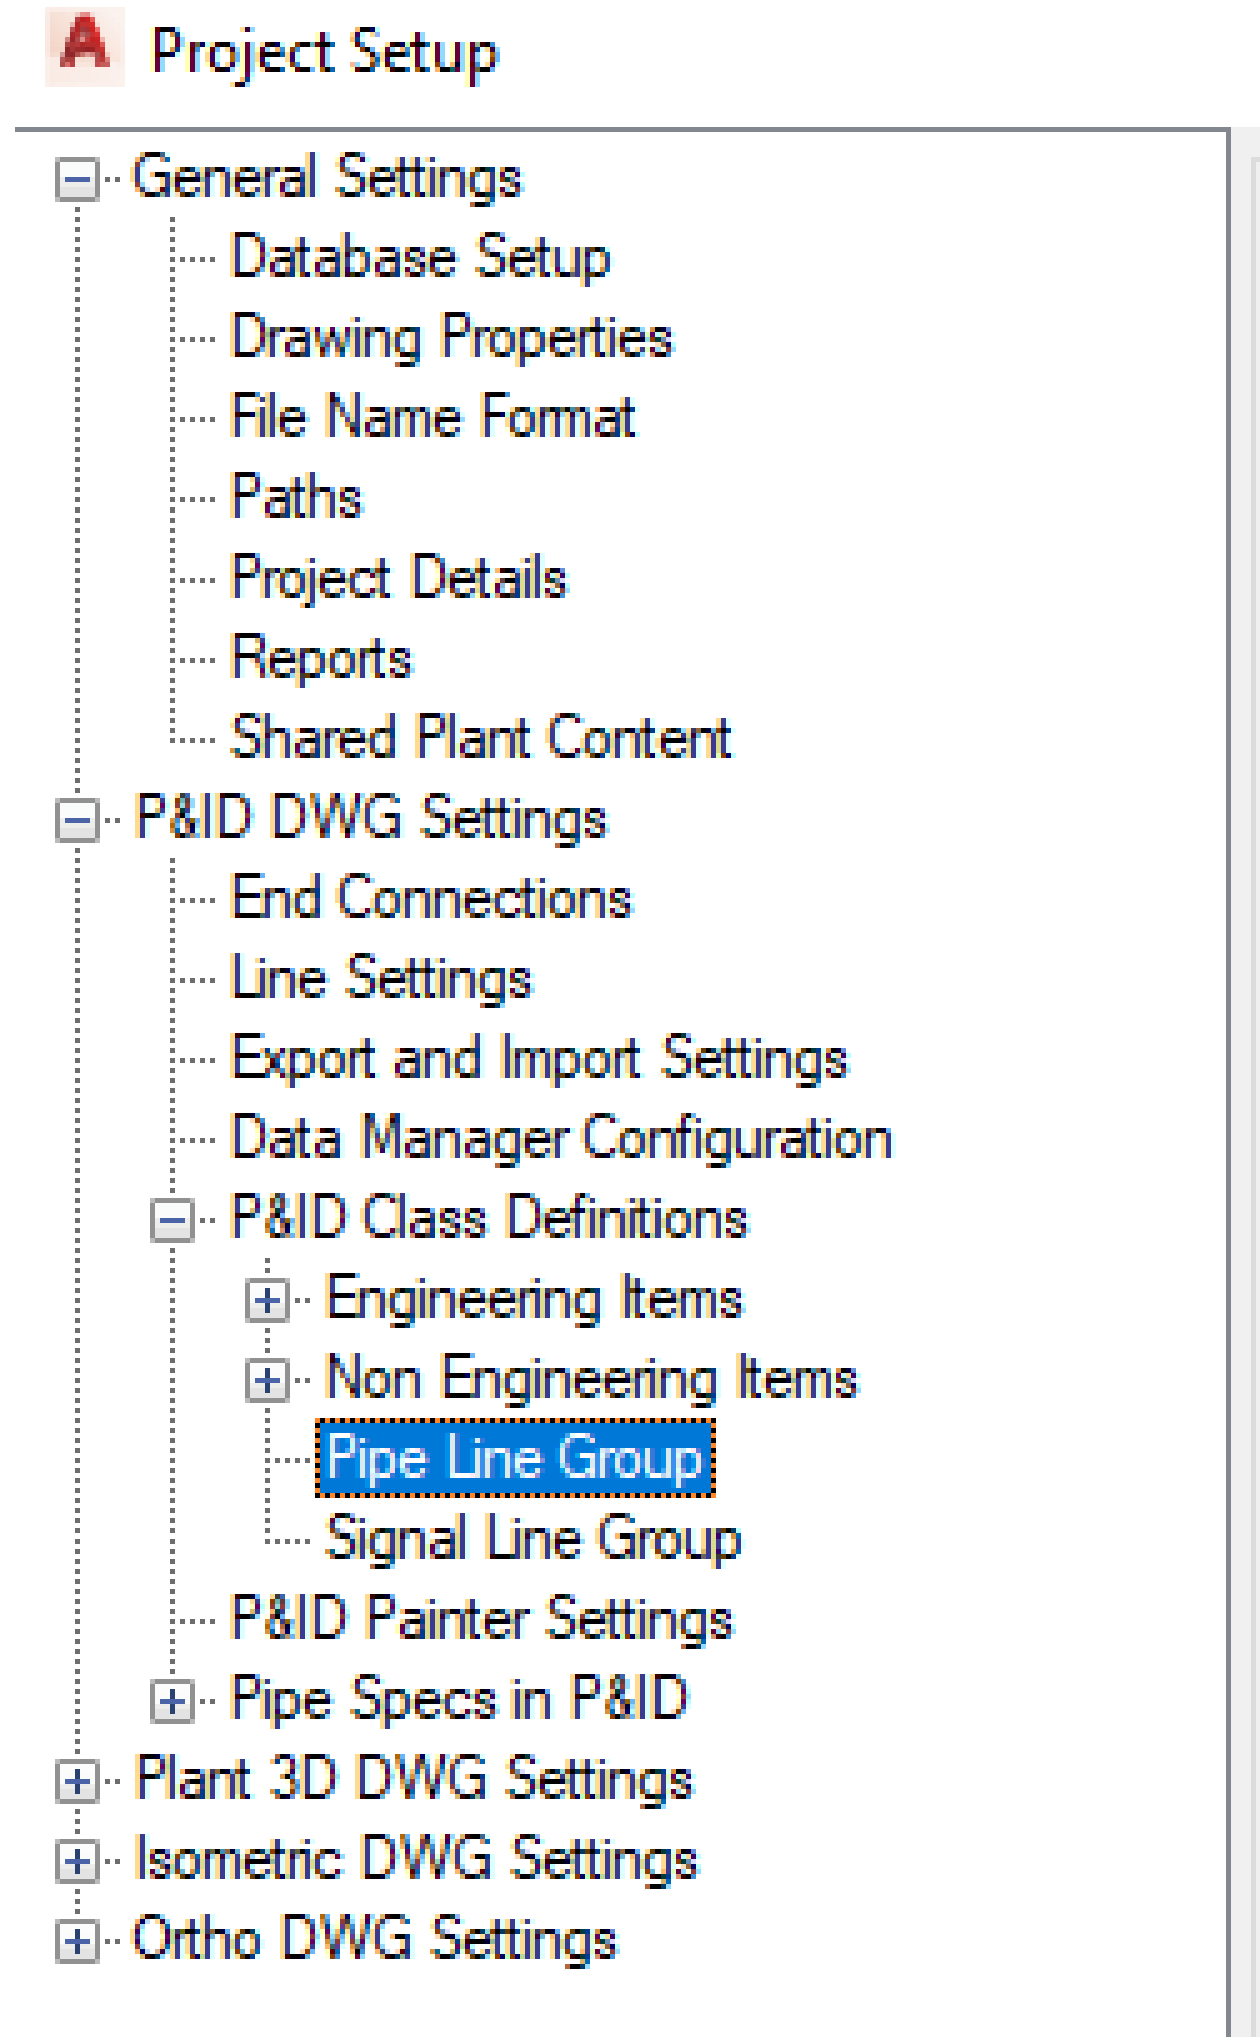 Project Setup
General Settings
Database Setup
Drawing Properties
File Name Format
Paths
Project Details
Reports
Shared Plant Content
P&ID DWG Settings
End Connections
Line Settings
Export and Import Settings
Data Manager Configuration
P&ID Class Definitions
Engineering Items
Non Engineering Items
Pipe Line Group
Signal Line Group
P&ID Painter Settings
Pipe Specs in P&ID
Plant 3D DWG Settings
Isometric DWG Settings
Ortho DWG Settings